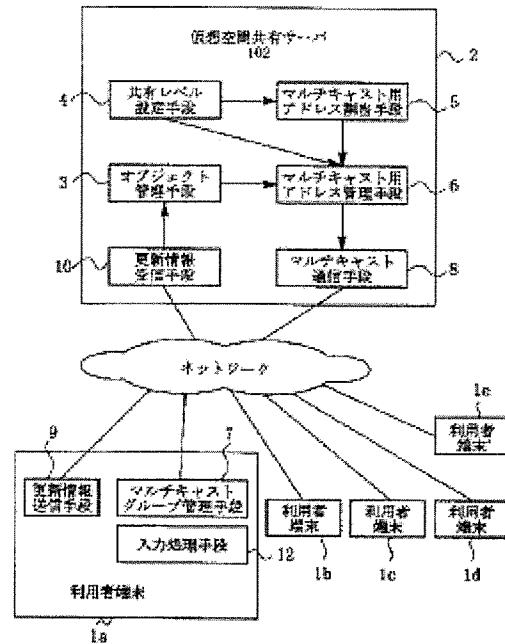 仮想空間共有サーバ
102
2
4
共有レベル
設定手段
マルチキャスト用
アドレス割当手段
5
3
オブジェクト
管理手段
マルチキャスト用
アドレス管理手段
6
10
更新情報
受信手段
マルチキャスト
通信手段
8
ネットワーク
9
7
更新情報
送信手段
マルチキャスト
グループ管理手段
入力処理手段
12
利用者端末
1a
利用者
端末
1b
利用者
端末
1c
利用者
端末
1d
1e
利用者
端末